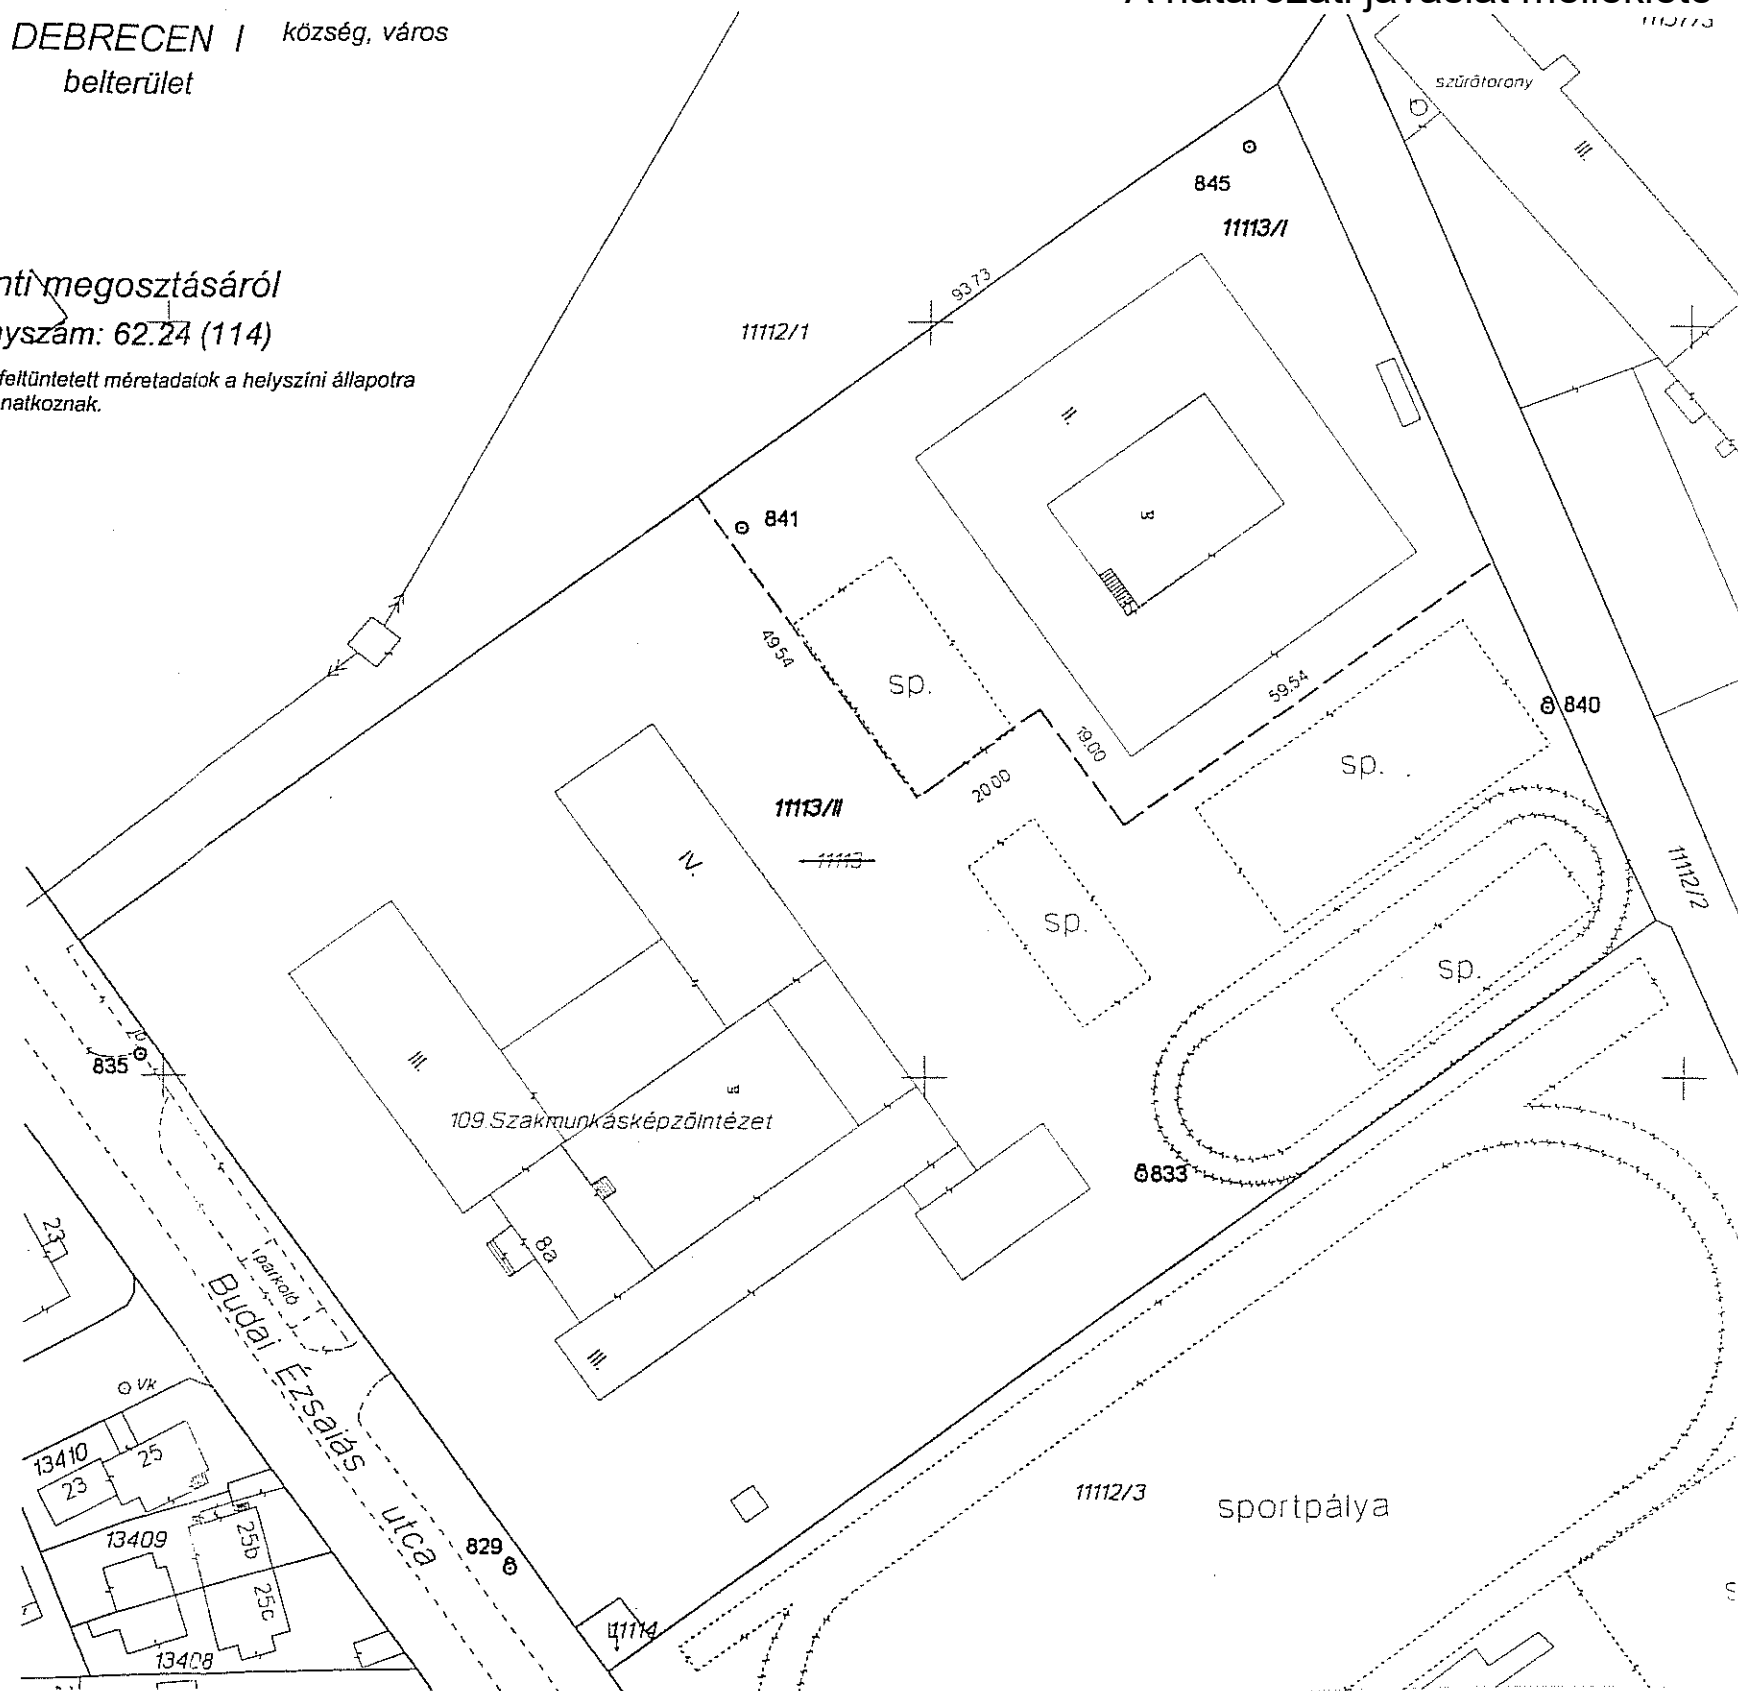 A határozati javaslat melléklete
DEBRECEN I község, város
belterület
megosztásáról
62.24 (114)
feltüntetett méretadatok a helyszíni állapotra
szűrőtorony
III.
845
11113/I
93.73
11112/1
II.
841
49.54
sp.
59.54
840
19.00
20.00
sp.
11113/II
11113
IV.
sp.
11112/2
sp.
III.
835
ud
109.Szakmunkásképzőintézet
833
8a
23
parkoló
III.
Budai Ézsaiás utca
Vk
13410
25
23
11112/3
sportpálya
25b
13409
829
25c
11114
13408